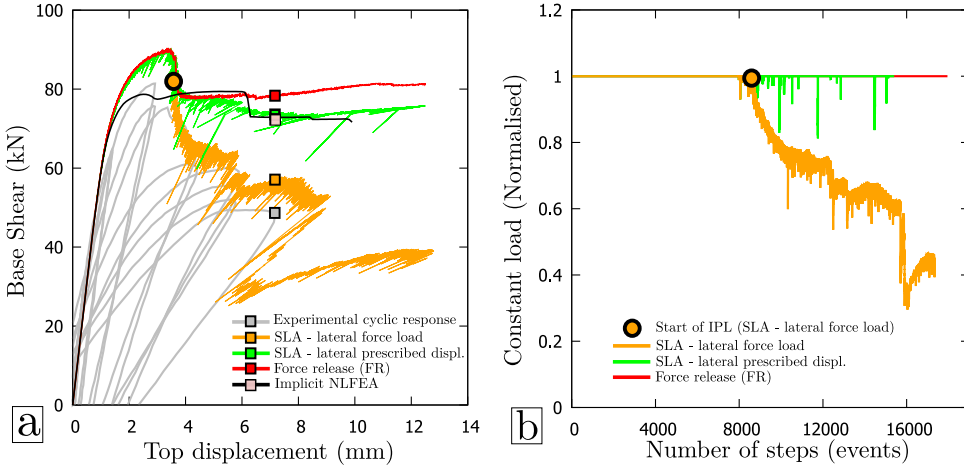 100
80
60
40
20
0
Base Shear (kN)
0
2
4
6
8
10
12
14
Top displacement (mm)
Experimental cyclic response
SLA - lateral force load
SLA - lateral prescribed displ.
Force release (FR)
Implicit NLFEA
a
1.2
1
0.8
0.6
0.4
0.2
0
Constant load (Normalised)
0
4000
8000
12000
16000
Number of steps (events)
Start of IPL (SLA - lateral force load)
SLA - lateral force load
SLA - lateral prescribed displ.
Force release (FR)
b